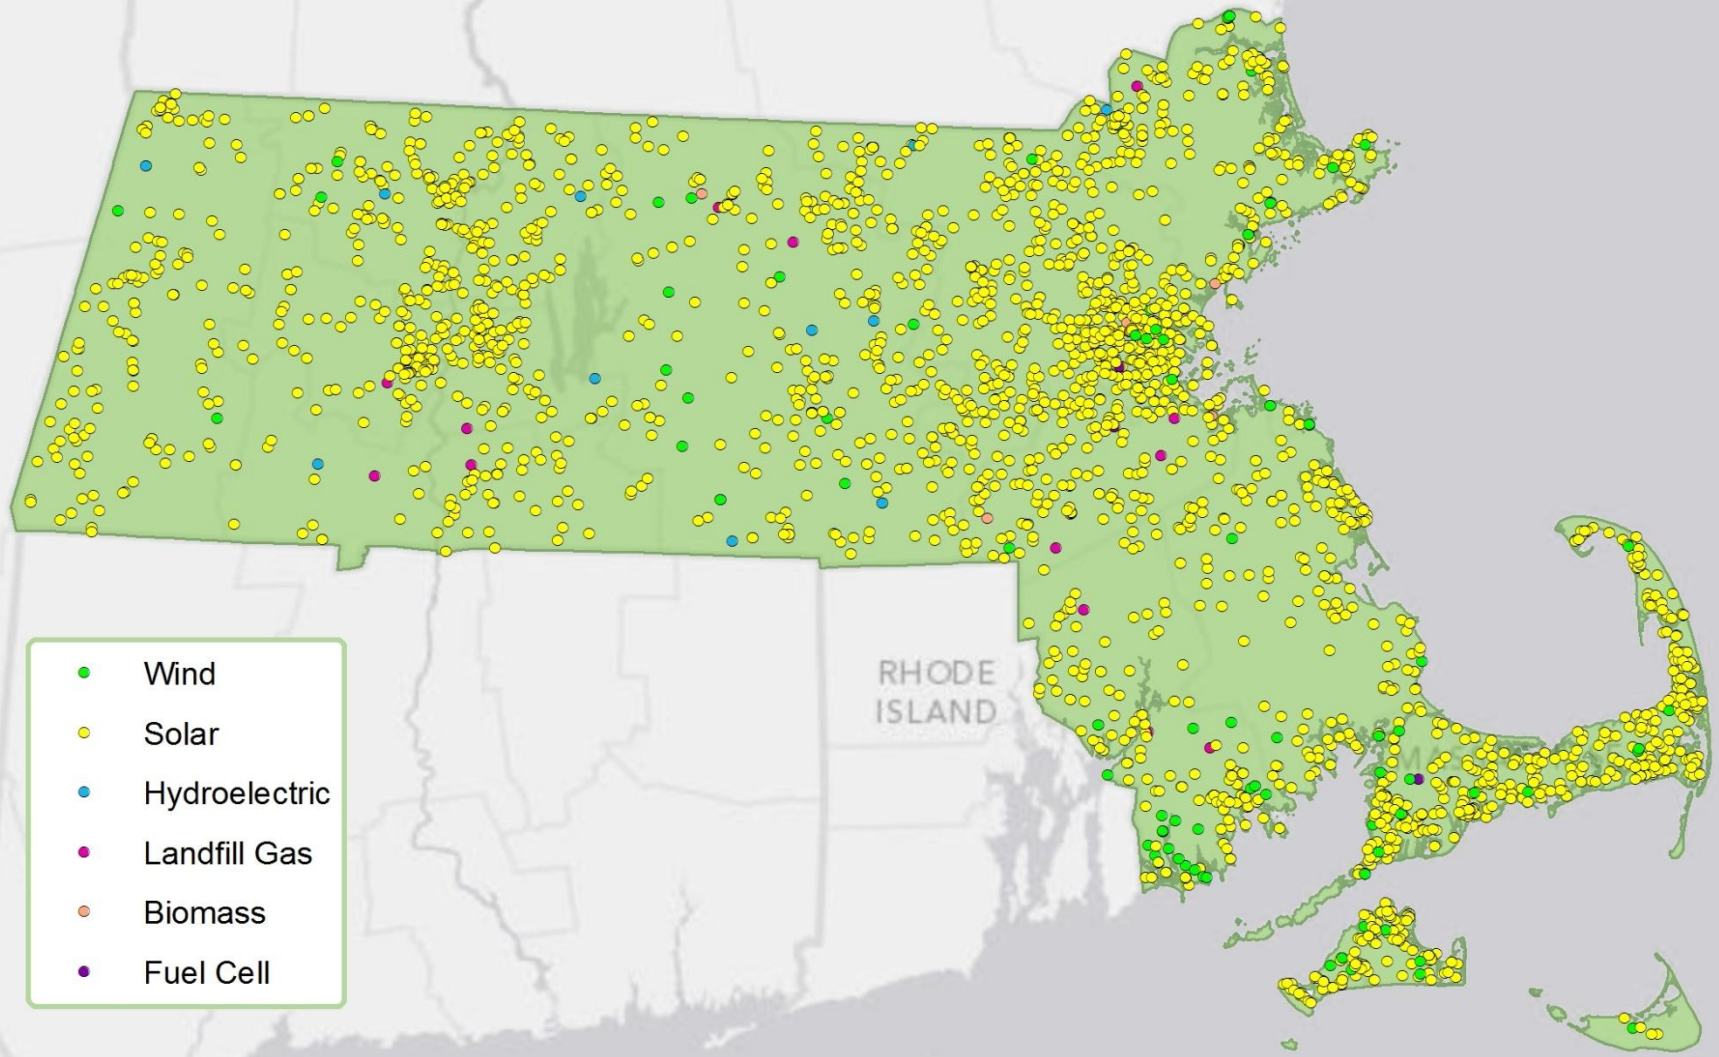 RHODE
ISLAND
Wind
Solar
Hydroelectric
Landfill Gas
Biomass
Fuel Cell